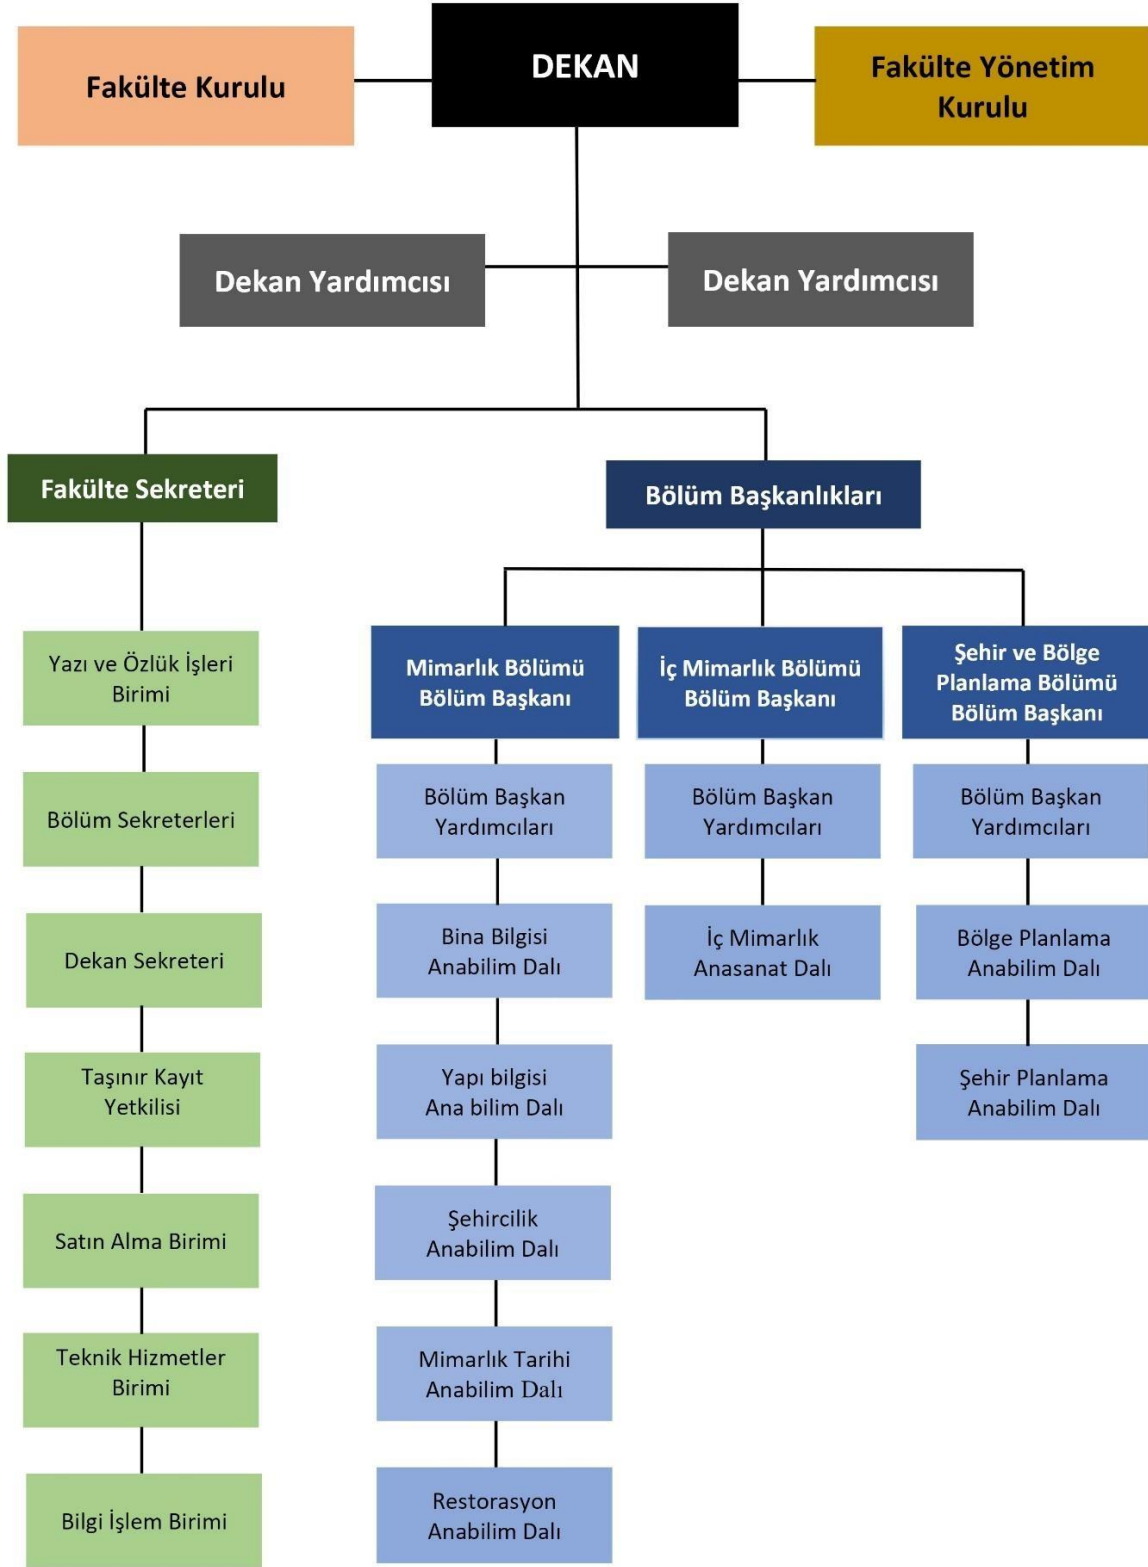 Fakülte Kurulu
DEKAN
Fakülte Yönetim
Kurulu
Dekan Yardımcısı
Dekan Yardımcısı
Fakülte Sekreteri
Bölüm Başkanlıkları
Yazı ve Özlük İşleri
Birimi
Bölüm Sekreterleri
Dekan Sekreteri
Taşınır Kayıt
Yetkilisi
Satın Alma Birimi
Teknik Hizmetler
Birimi
Bilgi İşlem Birimi
Mimarlık Bölümü
Bölüm Başkanı
Bölüm Başkan
Yardımcıları
Bina Bilgisi
Anabilim Dalı
Yapı bilgisi
Ana bilim Dalı
Şehircilik
Anabilim Dalı
Mimarlık Tarihi
Anabilim Dalı
Restorasyon
Anabilim Dalı
İç Mimarlık Bölümü
Bölüm Başkanı
Bölüm Başkan
Yardımcıları
İç Mimarlık
Anasanat Dalı
Şehir ve Bölge
Planlama Bölümü
Bölüm Başkanı
Bölüm Başkan
Yardımcıları
Bölge Planlama
Anabilim Dalı
Şehir Planlama
Anabilim Dalı